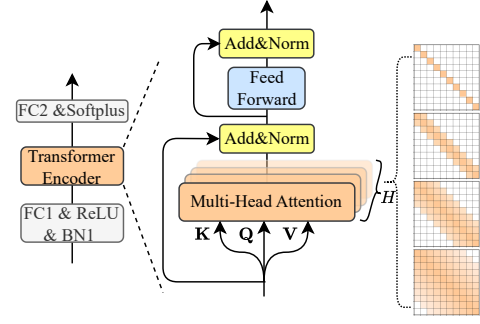 Add&Norm
Feed
Forward
Add&Norm
Multi-Head Attention
K Q V
H
FC2 &Softplus
Transformer
Encoder
FC1 & ReLU
& BN1